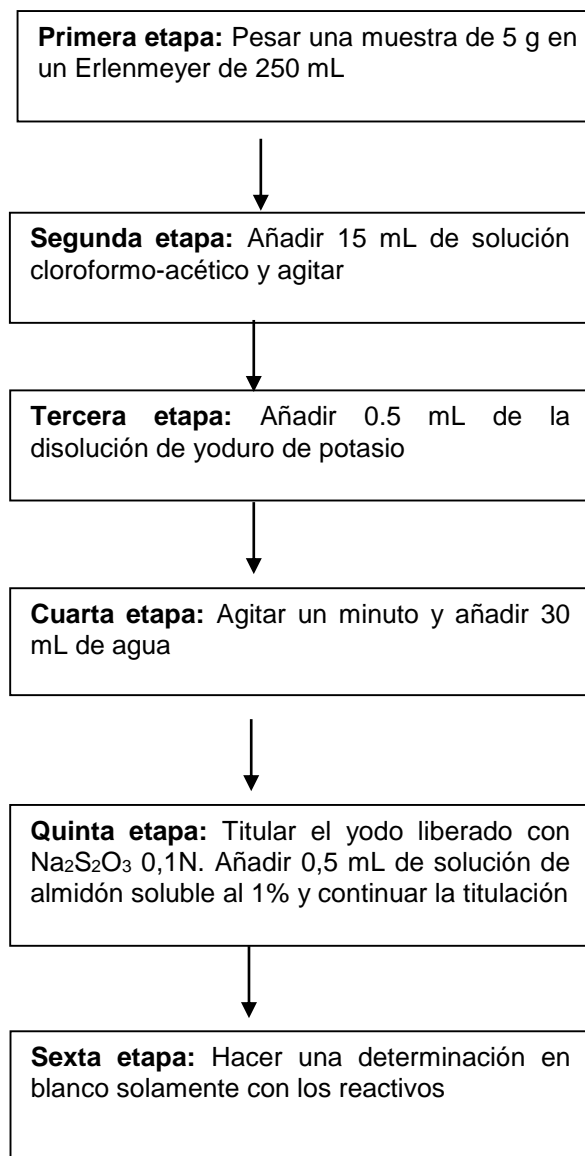 Primera etapa: Pesar una muestra de 5 g en
un Erlenmeyer de 250 mL
Segunda etapa: Añadir 15 mL de solución
cloroformo-acético y agitar
Tercera etapa: Añadir 0.5 mL de la
disolución de yoduro de potasio
Cuarta etapa: Agitar un minuto y añadir 30
mL de agua
Quinta etapa: Titular el yodo liberado con
Na₂S₂O₃ 0,1N. Añadir 0,5 mL de solución de
almidón soluble al 1% y continuar la titulación
Sexta etapa: Hacer una determinación en
blanco solamente con los reactivos